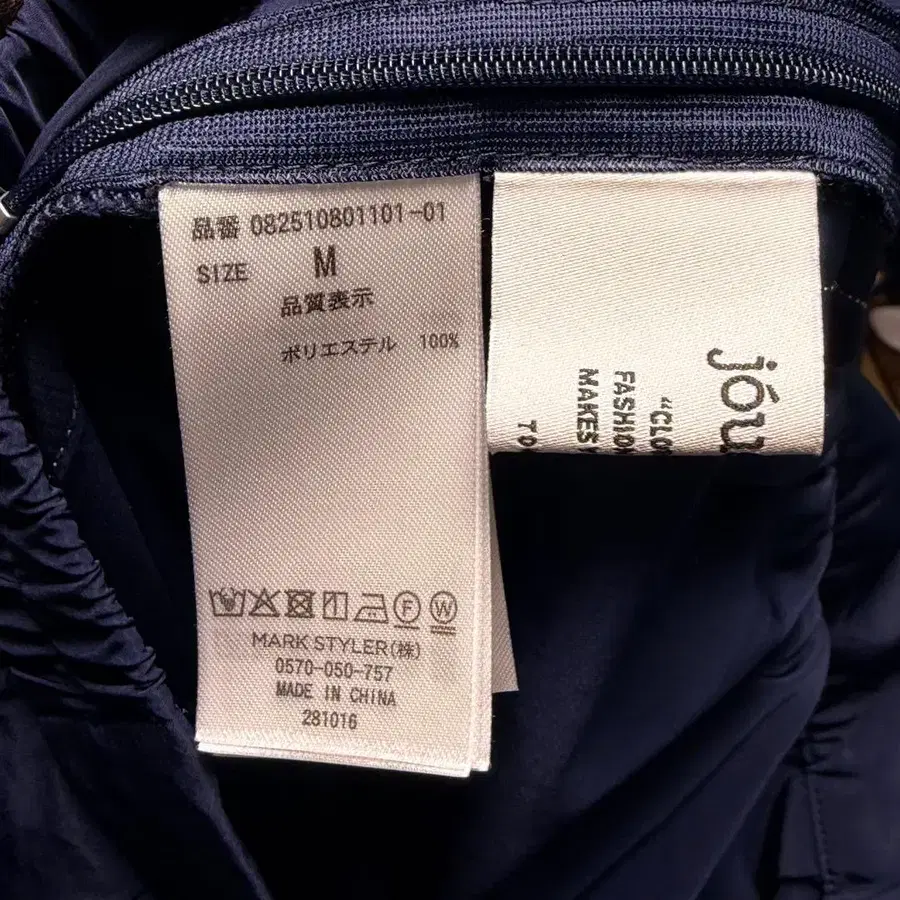 品番 082510801101-01
SIZE M
品質表示
ポリエステル 100%
F W
MARK STYLER(株)
0570-050-757
MADE IN CHINA
281016
jóu
"CLO
FASHION
MAKES
TO